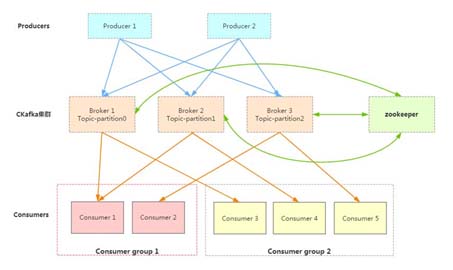 Producers
Producer 1
Producer 2
CKafka集群
Broker 1
Topic-partition0
Broker 2
Topic-partition1
Broker 3
Topic-partition2
zookeeper
Consumers
Consumer 1
Consumer 2
Consumer 3
Consumer 4
Consumer 5
Consumer group 1
Consumer group 2